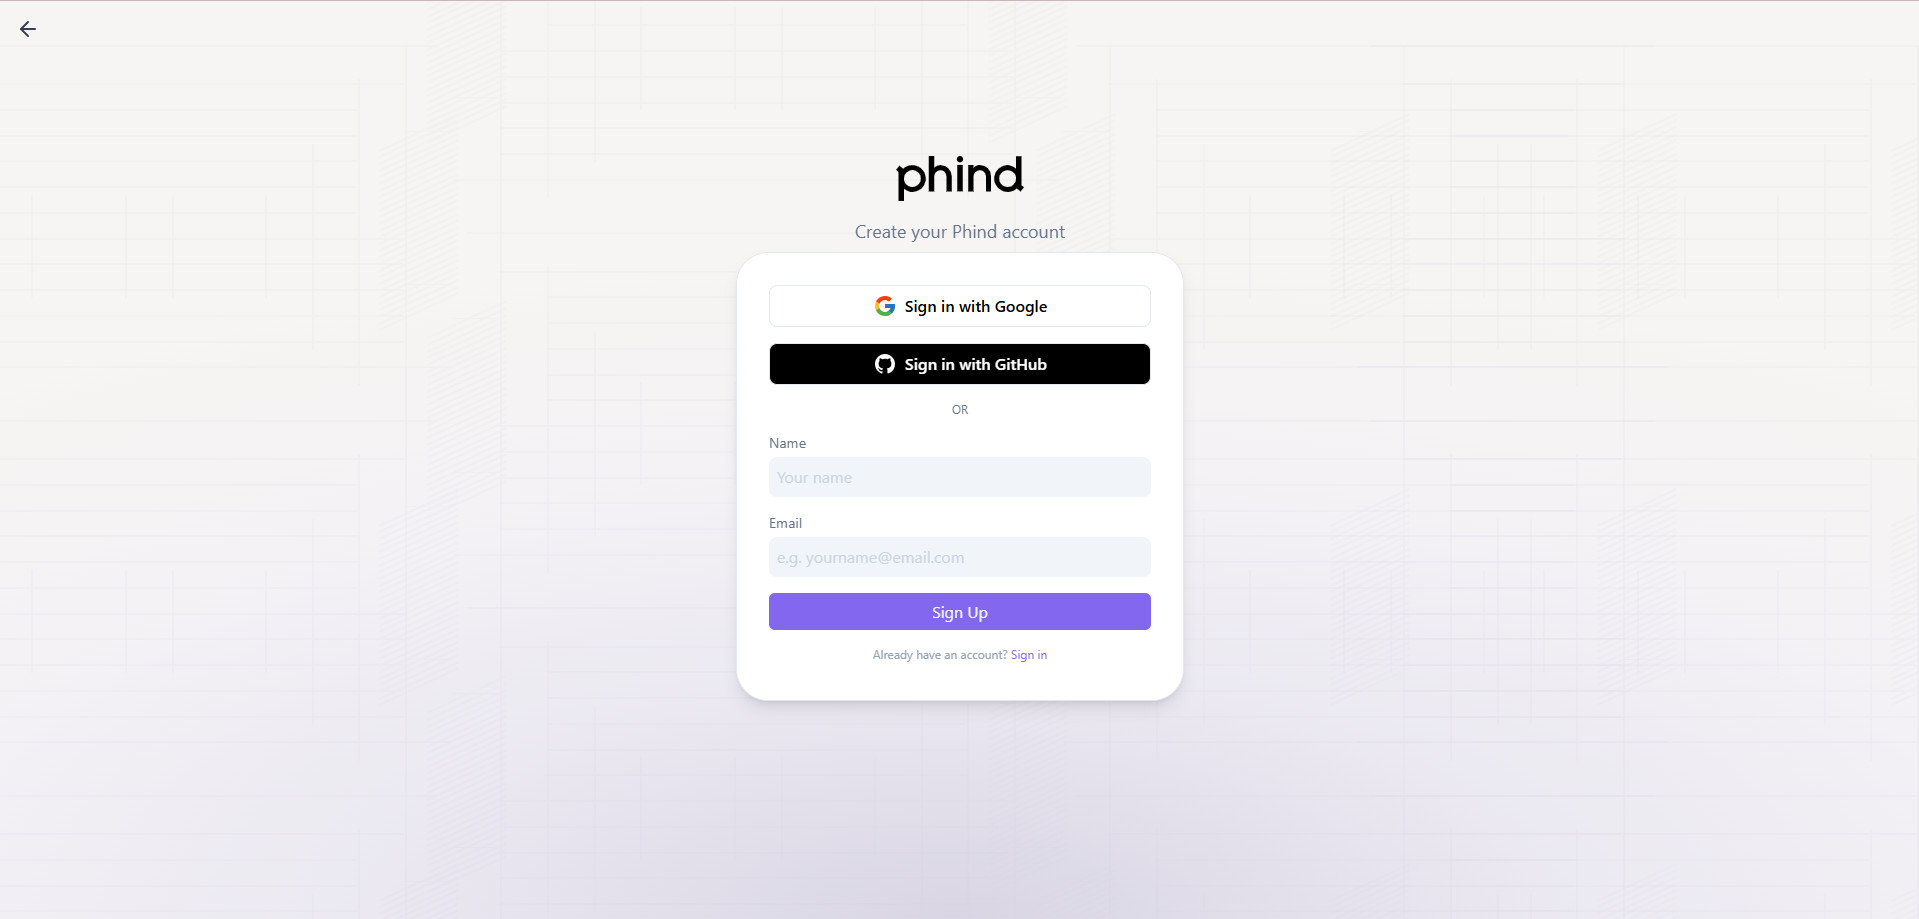 phind
Create your Phind account
Sign in with Google
Sign in with GitHub
OR
Name
Your name
Email
e.g. yourname@email.com
Sign Up
Already have an account? Sign in